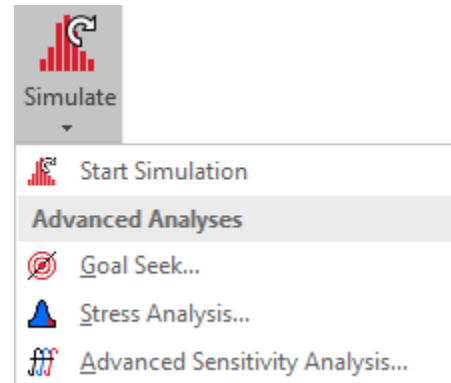 Simulate
Start Simulation
Advanced Analyses
Goal Seek...
Stress Analysis...
Advanced Sensitivity Analysis...